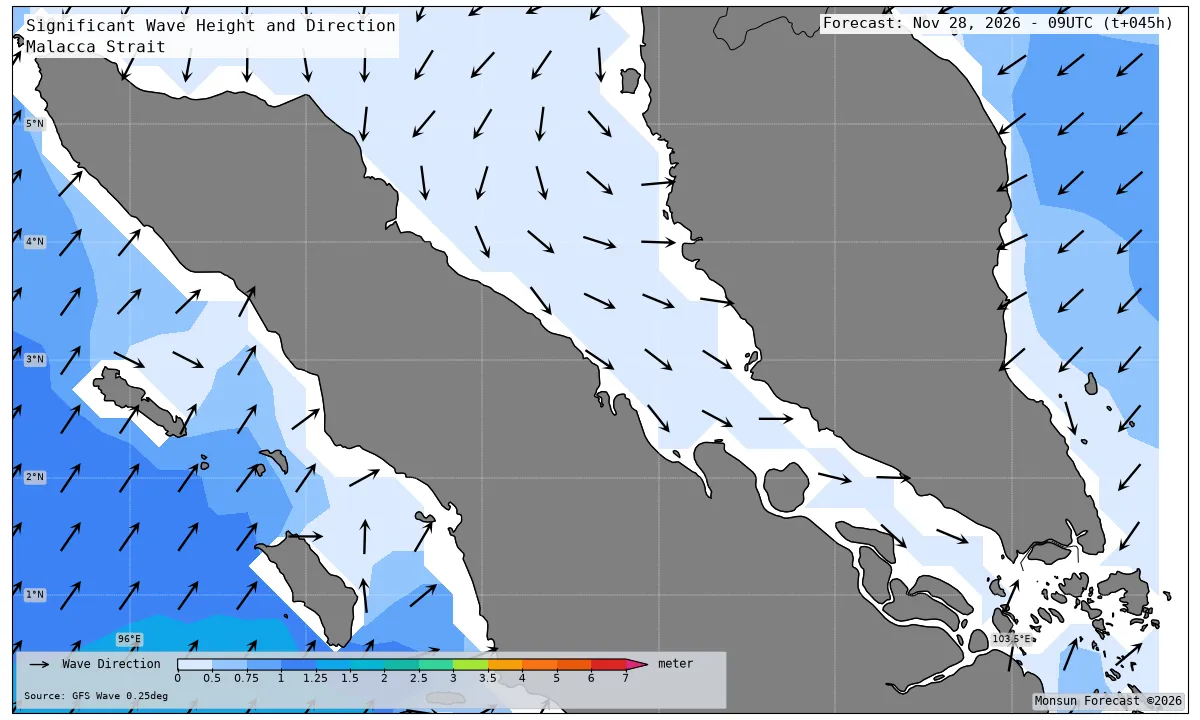 Significant Wave Height and Direction
Malacca Strait
Forecast: Nov 28, 2026 - 09UTC (t+045h)
5°N
4°N
3°N
2°N
1°N
96°E
103.5°E
Wave Direction
meter
0 0.5 0.75 1 1.25 1.5 2 2.5 3 3.5 4 5 6 7
Source: GFS Wave 0.25deg
Monsun Forecast ©2026